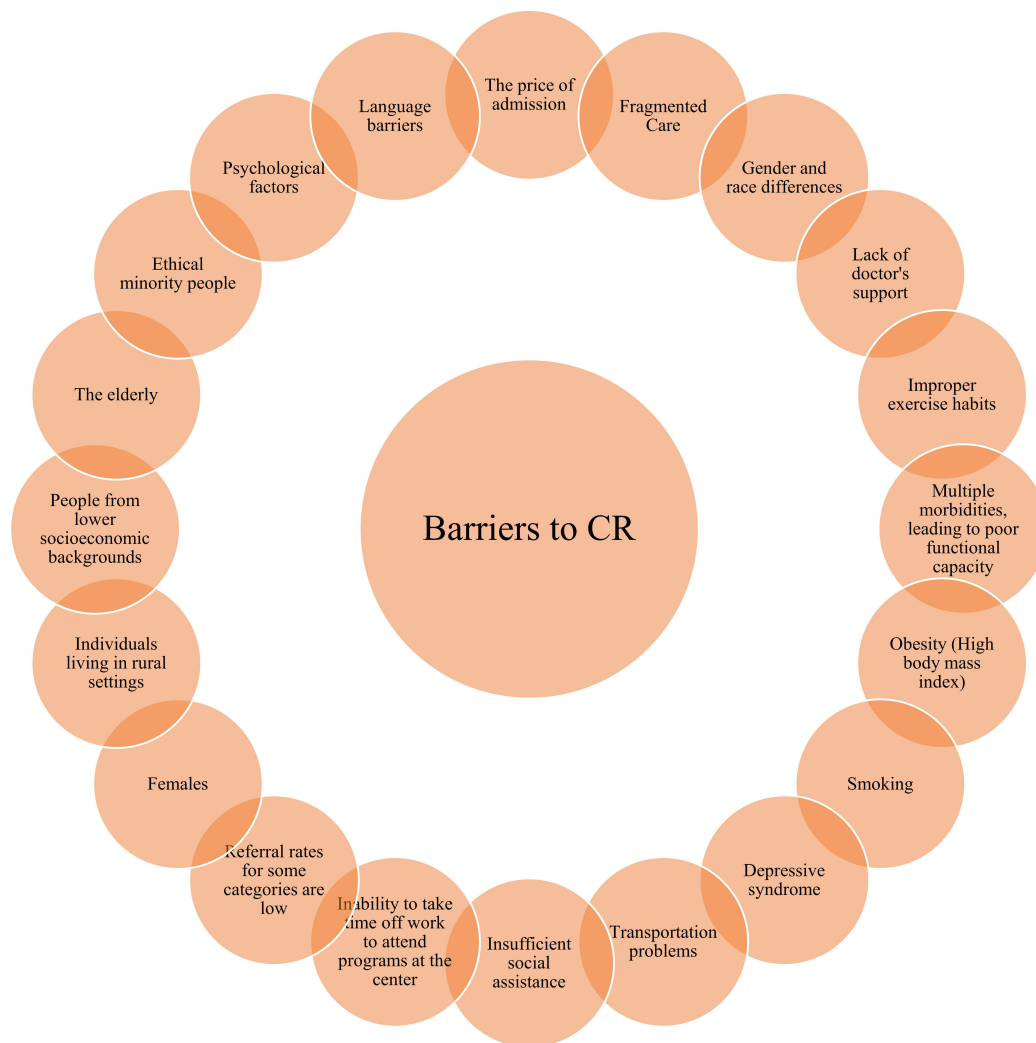 The price of
admission
Fragmented
Care
Gender and
race differences
Lack of
doctor's
support
Improper
exercise habits
Multiple
morbidities,
leading to poor
functional
capacity
Obesity (High
body mass
index)
Smoking
Depressive
syndrome
Transportation
problems
Insufficient
social
assistance
Inability to take
time off work
to attend
programs at the
center
Referral rates
for some
categories are
low
Females
Individuals
living in rural
settings
People from
lower
socioeconomic
backgrounds
The elderly
Ethical
minority people
Psychological
factors
Language
barriers
Barriers to CR